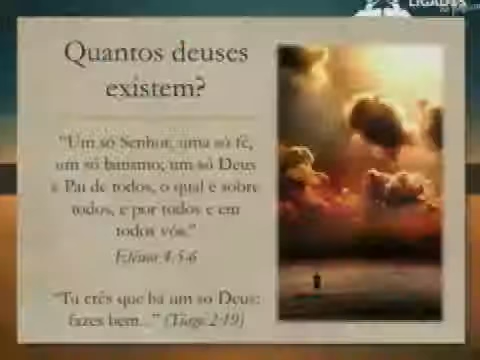 LIGADOS
Quantos deuses
existem?
"Um só Senhor, uma só fé,
um só batismo; um só Deus
e Pai de todos, o qual é sobre
todos, e por todos e em
todos vós."
Efésios 4:5-6
"Tu crês que há um só Deus;
fazes bem..." (Tiago 2:19)